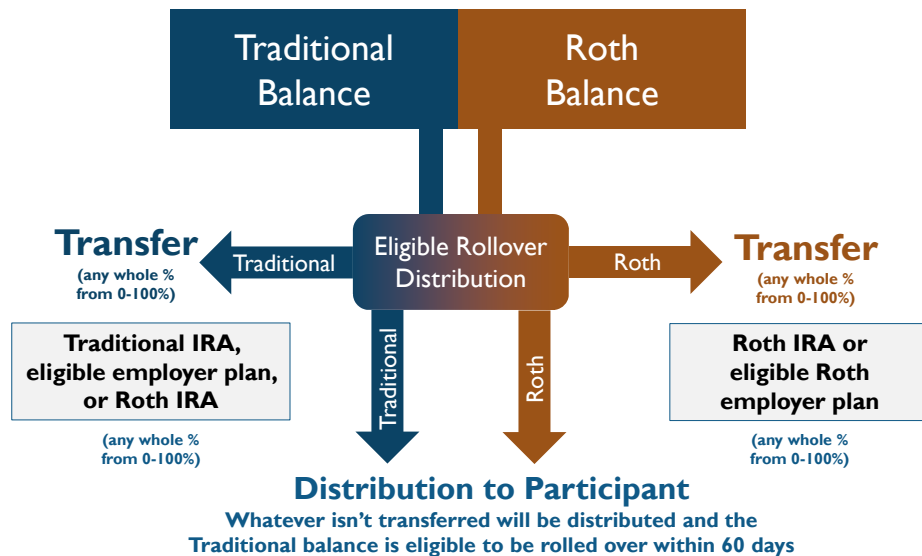 Traditional
Balance
Roth
Balance
Eligible Rollover
Distribution
Traditional
Roth
Transfer
(any whole %
from 0-100%)
Traditional IRA,
eligible employer plan,
or Roth IRA
(any whole %
from 0-100%)
Transfer
(any whole %
from 0-100%)
Roth IRA or
eligible Roth
employer plan
(any whole %
from 0-100%)
Traditional
Roth
Distribution to Participant
Whatever isn't transferred will be distributed and the
Traditional balance is eligible to be rolled over within 60 days